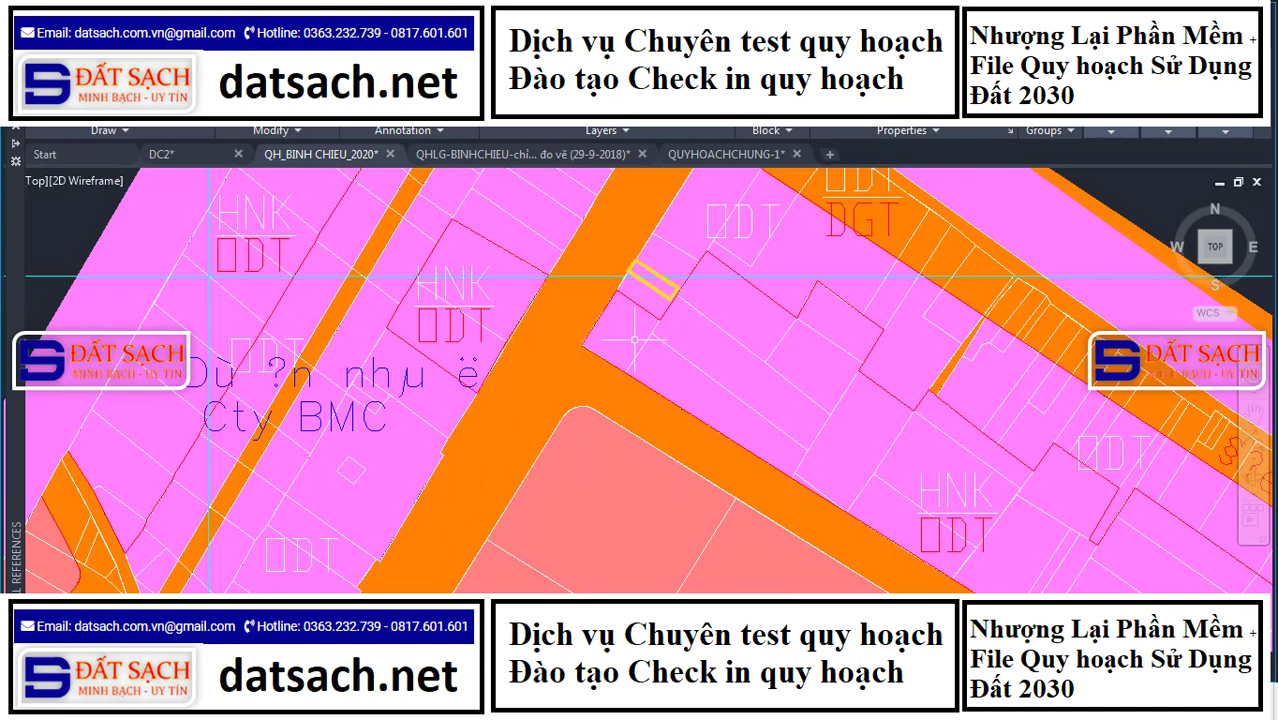 Email: datsach.com.vn@gmail.com Hotline: 0363.232.739 - 0817.601.601
ĐẤT SẠCH
MINH BẠCH - UY TÍN
datsach.net
Dịch vụ Chuyên test quy hoạch
Đào tạo Check in quy hoạch
Nhượng Lại Phần Mềm +
File Quy hoạch Sử Dụng
Đất 2030
Draw Modify Annotation Layers Block Properties Groups
Start DC2* QH_BINH CHIEU_2020* QHLG-BINHCHIEU-chỉ... đo vẽ (29-9-2018)* QUYHOACHCHUNG-1*
Top][2D Wireframe]
N
W TOP E
S
WCS
HNK
ODT
ODT
ODT
DGT
HNK
ODT
ODT
ĐẤT SẠCH
MINH BẠCH - UY TÍN
Cty BMC
ĐẤT SẠCH
MINH BẠCH - UY TÍN
ODT
HNK
ODT
ODT
Email: datsach.com.vn@gmail.com Hotline: 0363.232.739 - 0817.601.601
ĐẤT SẠCH
MINH BẠCH - UY TÍN
datsach.net
Dịch vụ Chuyên test quy hoạch
Đào tạo Check in quy hoạch
Nhượng Lại Phần Mềm +
File Quy hoạch Sử Dụng
Đất 2030